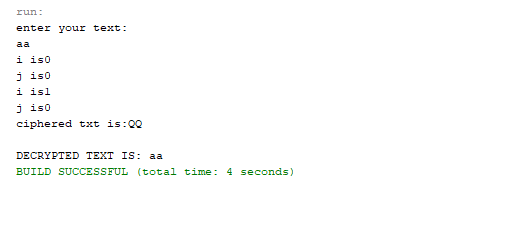 run:
enter your text:
aa
i is0
j is0
i is1
j is0
ciphered txt is:QQ
DECRYPTED TEXT IS: aa
BUILD SUCCESSFUL (total time: 4 seconds)